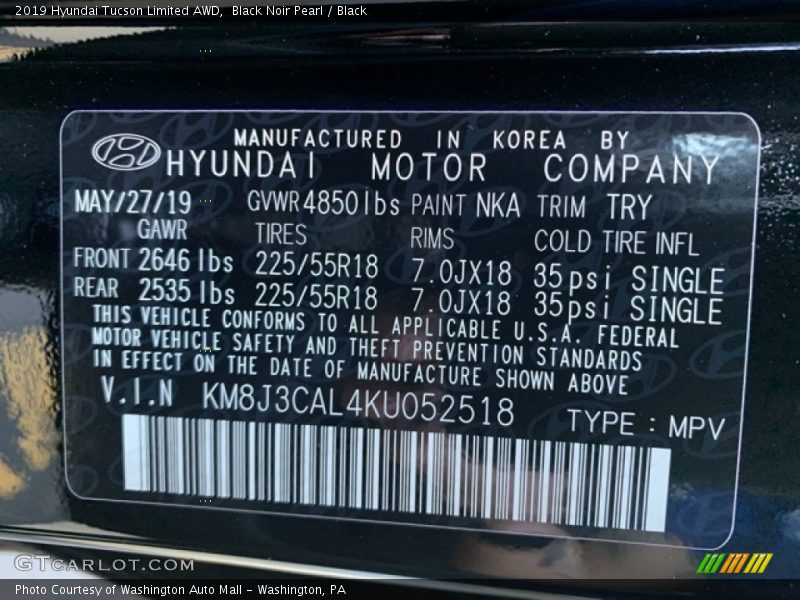 2019 Hyundai Tucson Limited AWD,  Black Noir Pearl / Black
MANUFACTURED IN KOREA BY
HYUNDAI MOTOR COMPANY
MAY/27/19 GVWR 4850lbs PAINT NKA TRIM TRY
GAWR TIRES RIMS COLD TIRE INFL
FRONT 2646 lbs 225/55R18 7.0JX18 35psi SINGLE
REAR 2535 lbs 225/55R18 7.0JX18 35psi SINGLE
THIS VEHICLE CONFORMS TO ALL APPLICABLE U.S.A. FEDERAL
MOTOR VEHICLE SAFETY AND THEFT PREVENTION STANDARDS
IN EFFECT ON THE DATE OF MANUFACTURE SHOWN ABOVE
V.I.N KM8J3CAL4KU052518 TYPE : MPV
GTCARLOT.COM
Photo Courtesy of Washington Auto Mall - Washington, PA